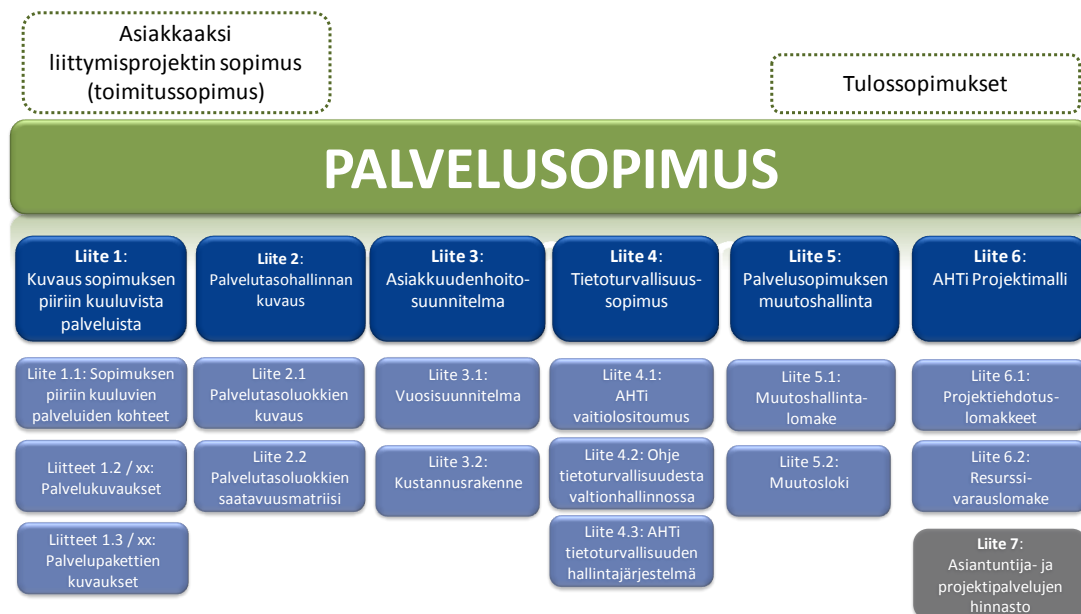 Asiakkaaksi
liittymisprojektin sopimus
(toimitussopimus)
Tulossopimukset
PALVELUSOPIMUS
Liite 1:
Kuvaus sopimuksen
piiriin kuuluvista
palveluista
Liite 2:
Palvelutasohallinnan
kuvaus
Liite 3:
Asiakkuudenhoito-
suunnitelma
Liite 4:
Tietoturvallisuus-
sopimus
Liite 5:
Palvelusopimuksen
muutoshallinta
Liite 6:
AHTi Projektimalli
Liite 1.1: Sopimuksen
piiriin kuuluvien
palveluiden kohteet
Liite 2.1
Palvelutasoluokkien
kuvaus
Liite 3.1:
Vuosisuunnitelma
Liite 4.1:
AHTi
vaitiolositoumus
Liite 5.1:
Muutoshallinta-
lomake
Liite 6.1:
Projektiehdotus-
lomakkeet
Liitteet 1.2 / xx:
Palvelukuvaukset
Liite 2.2
Palvelutasoluokkien
saatavuusmatriisi
Liite 3.2:
Kustannusrakenne
Liite 4.2: Ohje
tietoturvallisuudesta
valtionhallinnossa
Liite 5.2:
Muutosloki
Liite 6.2:
Resurssi-
varauslomake
Liitteet 1.3 / xx:
Palvelupakettien
kuvaukset
Liite 4.3: AHTi
tietoturvallisuuden
hallintajärjestelmä
Liite 7:
Asiantuntija- ja
projektipalvelujen
hinnasto